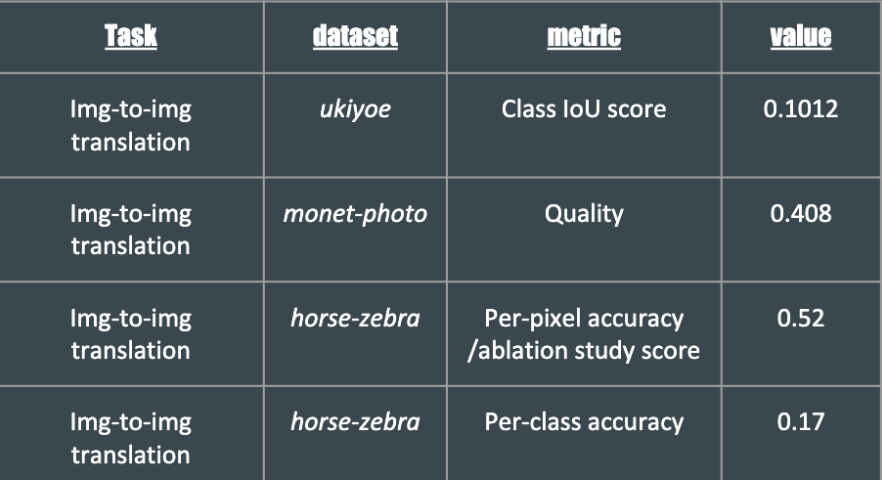 Task dataset metric value
Img-to-img translation ukiyoe Class IoU score 0.1012
Img-to-img translation monet-photo Quality 0.408
Img-to-img translation horse-zebra Per-pixel accuracy /ablation study score 0.52
Img-to-img translation horse-zebra Per-class accuracy 0.17